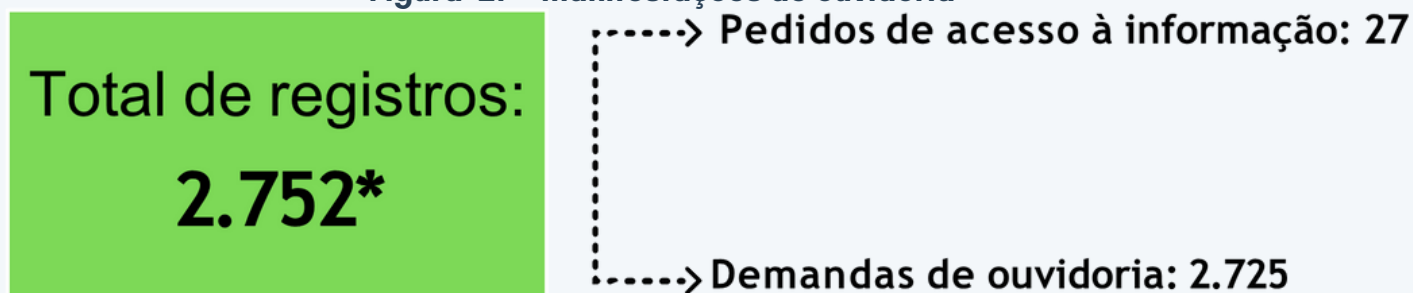 Total de registros:
2.752*
Pedidos de acesso à informação: 27
Demandas de ouvidoria: 2.725